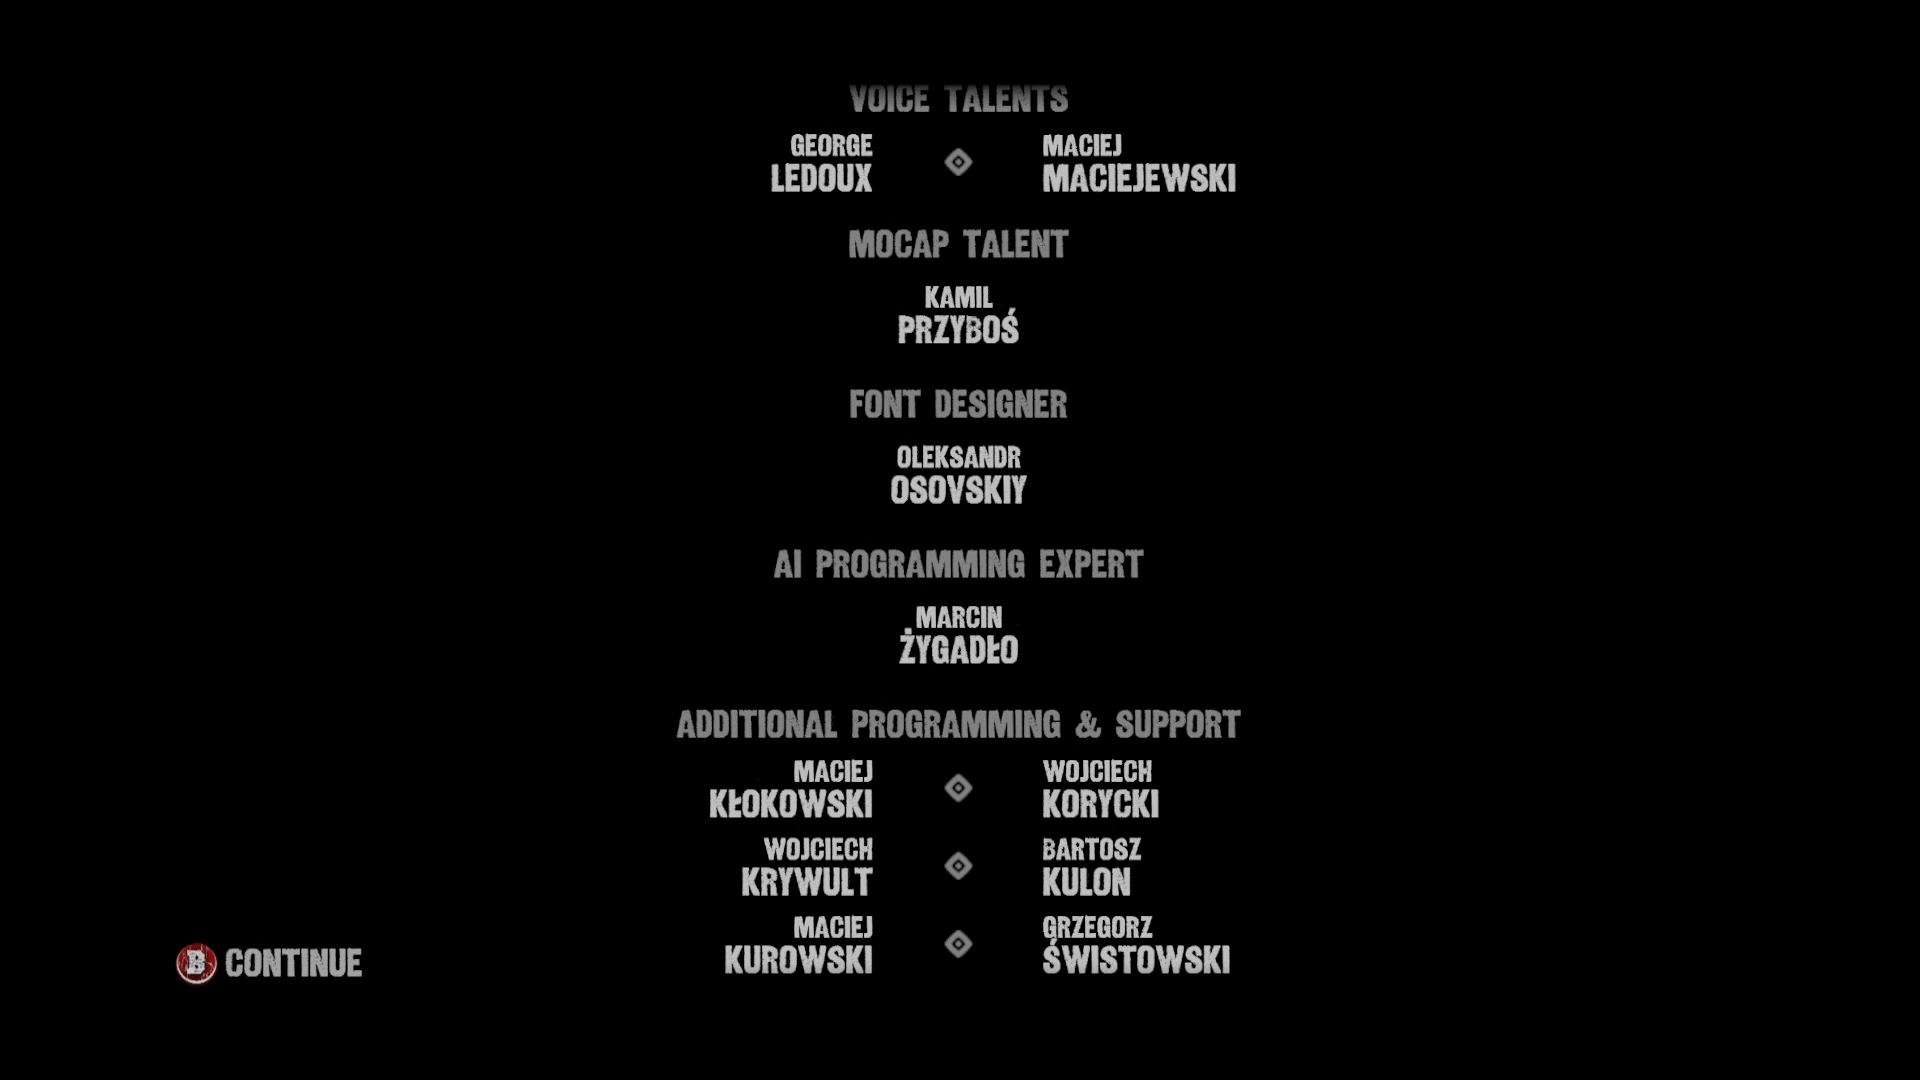 VOICE TALENTS
GEORGE
LEDOUX
MACIEJ
MACIEJEWSKI
MOCAP TALENT
KAMIL
PRZYBOŚ
FONT DESIGNER
OLEKSANDR
OSOVSKIY
AI PROGRAMMING EXPERT
MARCIN
ŻYGADŁO
ADDITIONAL PROGRAMMING & SUPPORT
MACIEJ
KŁOKOWSKI
WOJCIECH
KORYCKI
WOJCIECH
KRYWULT
BARTOSZ
KULON
MACIEJ
KUROWSKI
GRZEGORZ
ŚWISTOWSKI
B CONTINUE